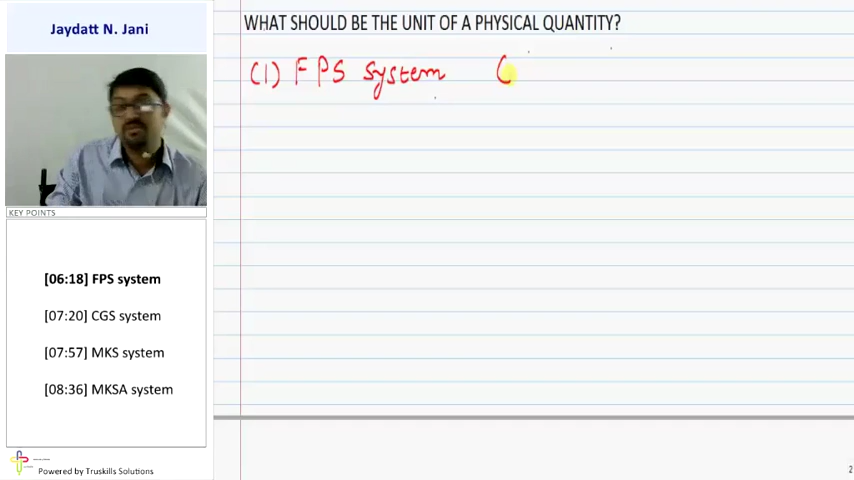 Jaydatt N. Jani
WHAT SHOULD BE THE UNIT OF A PHYSICAL QUANTITY?
(1) FPS system (
KEY POINTS
[06:18] FPS system
[07:20] CGS system
[07:57] MKS system
[08:36] MKSA system
Powered by Truskills Solutions
2